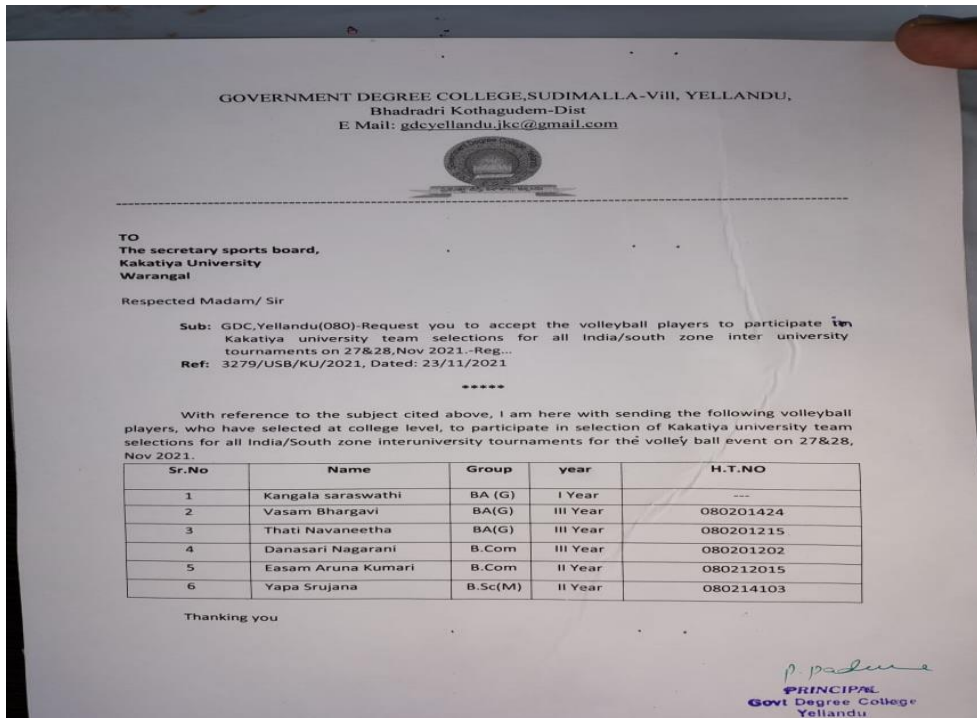 GOVERNMENT DEGREE COLLEGE,SUDIMALLA-Vill, YELLANDU,
Bhadradri Kothagudem-Dist
E Mail: gdcyellandu.jkc@gmail.com
TO
The secretary sports board,
Kakatiya University
Warangal
Respected Madam/ Sir
Sub: GDC,Yellandu(080)-Request you to accept the volleyball players to participate in
Kakatiya university team selections for all India/south zone inter university
tournaments on 27&28,Nov 2021.-Reg...
Ref: 3279/USB/KU/2021, Dated: 23/11/2021
*****
With reference to the subject cited above, I am here with sending the following volleyball
players, who have selected at college level, to participate in selection of Kakatiya university team
selections for all India/South zone interuniversity tournaments for the volley ball event on 27&28,
Nov 2021.
Sr.No Name Group year H.T.NO
1 Kangala saraswathi BA (G) I Year ---
2 Vasam Bhargavi BA(G) III Year 080201424
3 Thati Navaneetha BA(G) III Year 080201215
4 Danasari Nagarani B.Com III Year 080201202
5 Easam Aruna Kumari B.Com II Year 080212015
6 Yapa Srujana B.Sc(M) II Year 080214103
Thanking you
PRINCIPAL
Govt Degree College
Yellandu